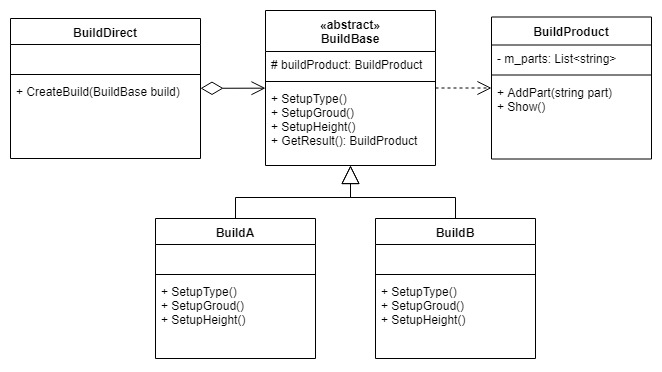 BuildDirect
+ CreateBuild(BuildBase build)
«abstract»
BuildBase
# buildProduct: BuildProduct
+ SetupType()
+ SetupGroud()
+ SetupHeight()
+ GetResult(): BuildProduct
BuildProduct
- m_parts: List<string>
+ AddPart(string part)
+ Show()
BuildA
+ SetupType()
+ SetupGroud()
+ SetupHeight()
BuildB
+ SetupType()
+ SetupGroud()
+ SetupHeight()